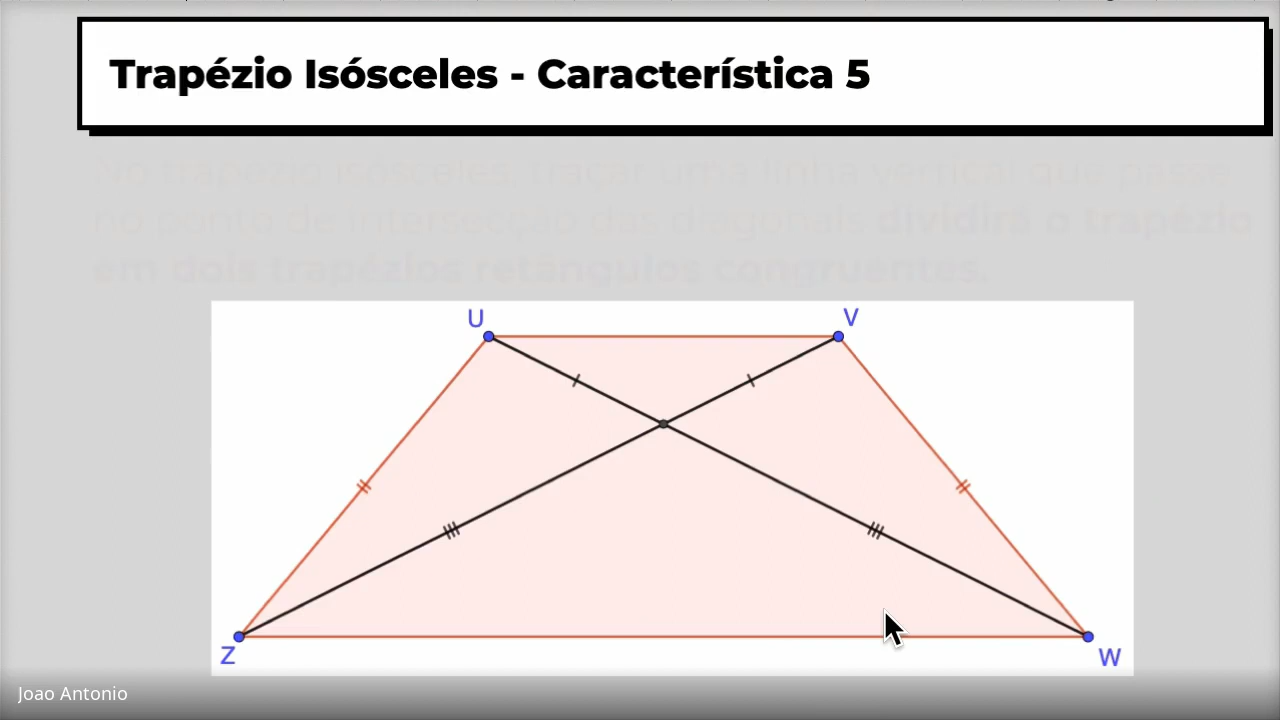 Trapézio Isósceles - Característica 5
No trapézio isósceles, traçar uma linha vertical que passe
no ponto de intersecção das diagonais dividirá o trapézio
em dois trapézios retângulos congruentes.
U
V
Z
W
Joao Antonio